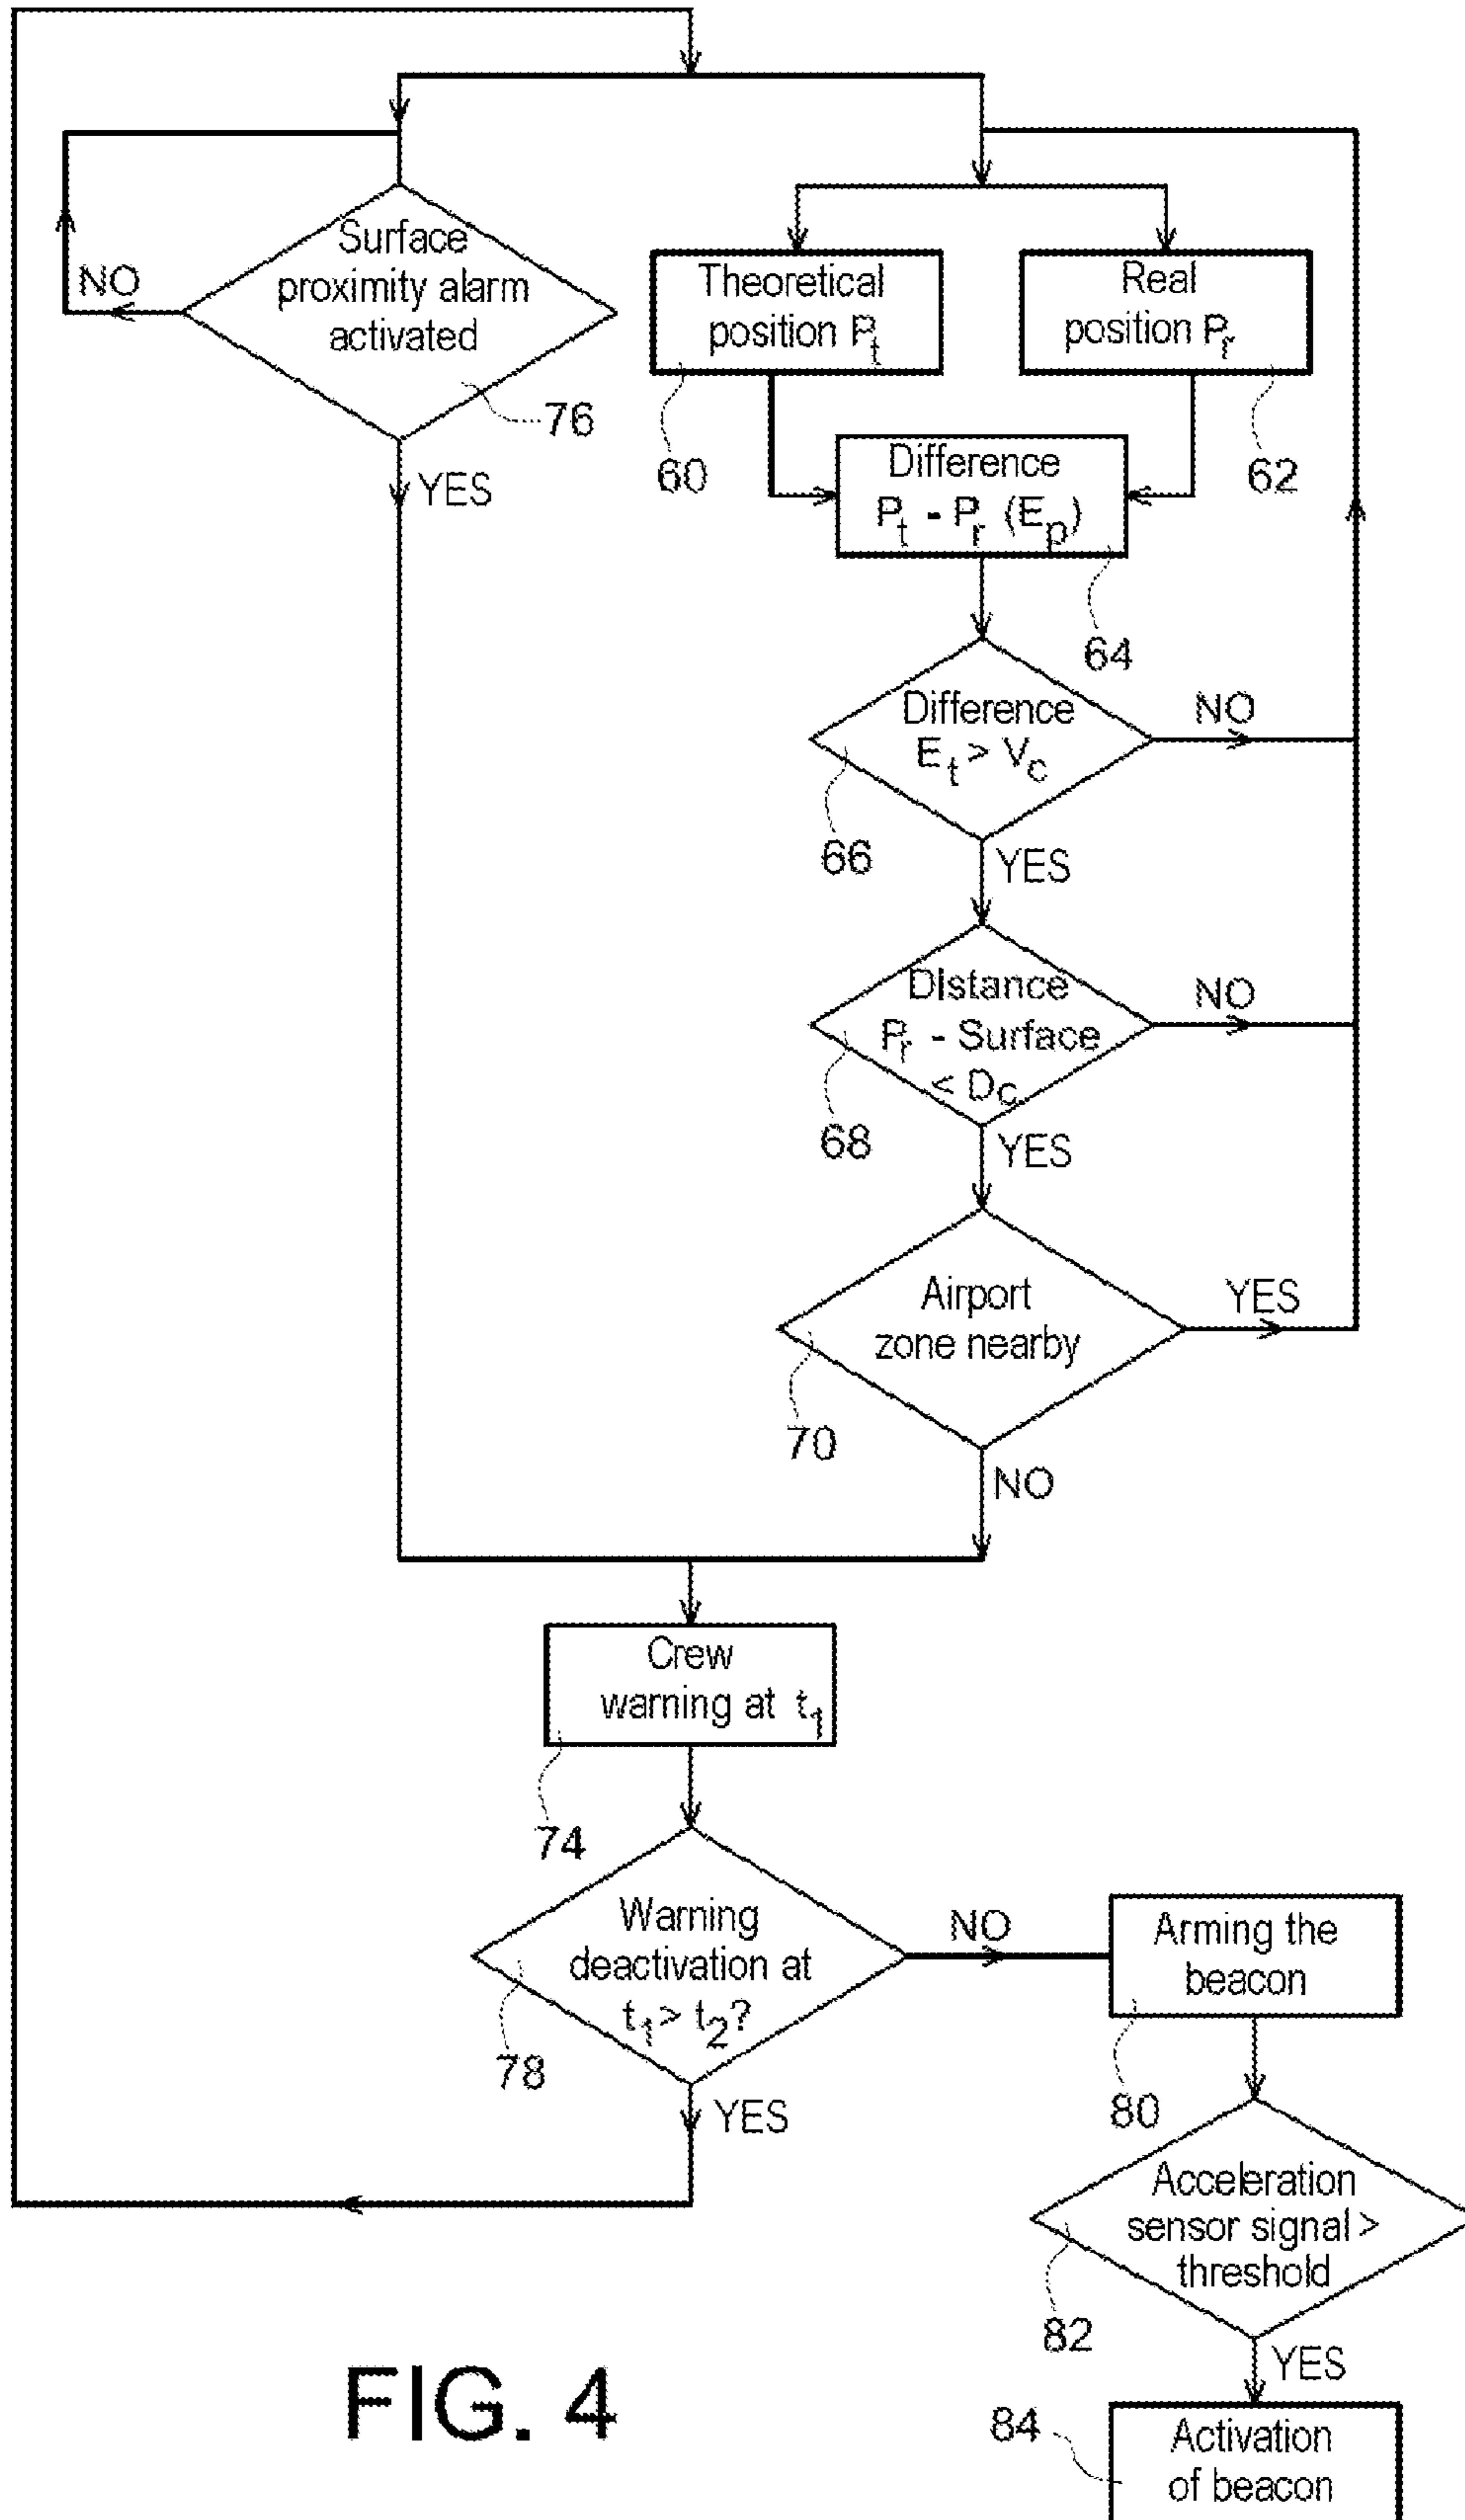 Surface
proximity alarm
activated
NO
76
YES
Theoretical
position Pt
60
Real
position Pr
62
Difference
Pt - Pr (Ep)
64
Difference
Et > Vc
NO
66
YES
Distance
Pr - Surface
< Dc
NO
68
YES
Airport
zone nearby
YES
70
NO
Crew
warning at t1
74
Warning
deactivation at
t1 > t2?
NO
78
YES
Arming the
beacon
80
Acceleration
sensor signal >
threshold
82
YES
84
Activation
of beacon
FIG. 4